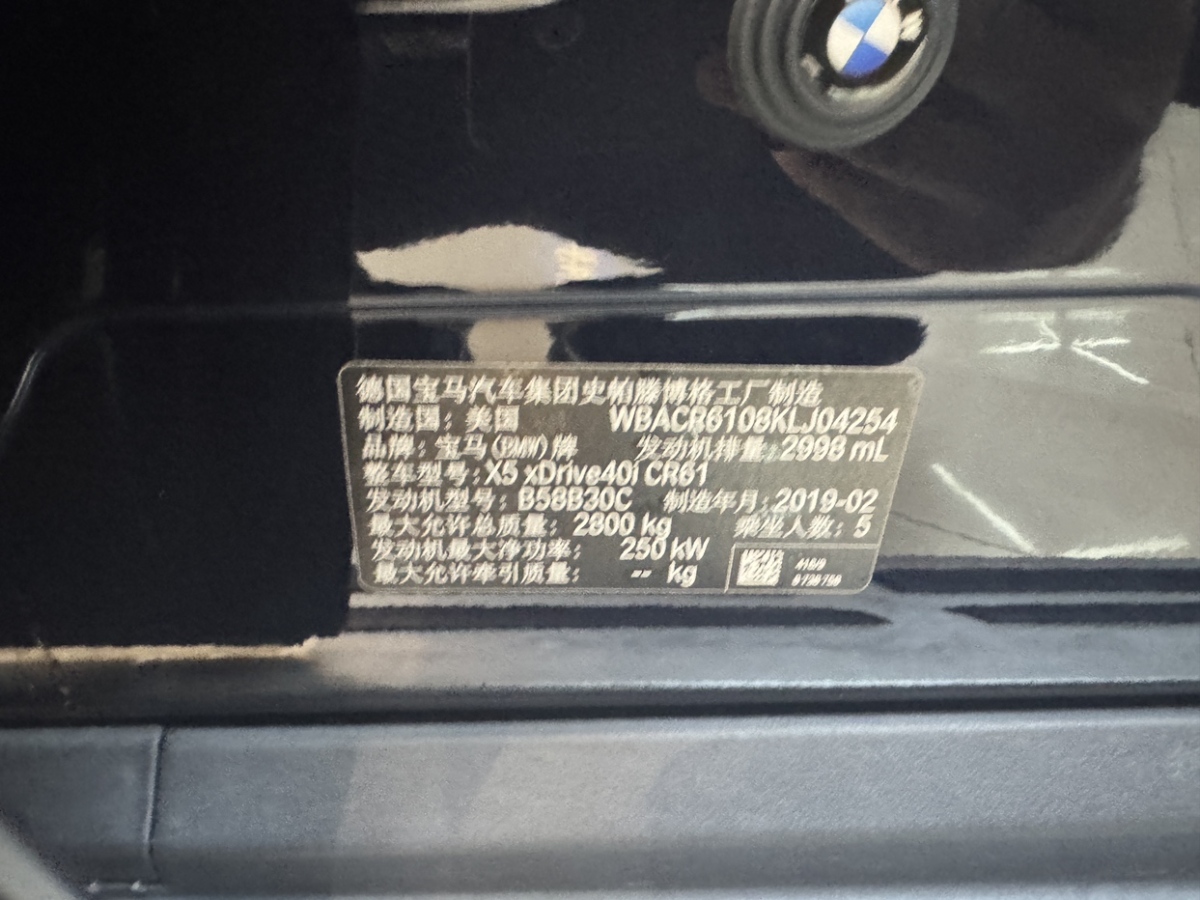 德国宝马汽车集团史帕滕博格工厂制造
制造国：美国 WBACR6108KLJ04254
品牌：宝马(BMW)牌 发动机排量：2998 mL
整车型号：X5 xDrive40i CR61
发动机型号：B58B30C 制造年月：2019-02
最大允许总质量：2800 kg 乘坐人数：5
发动机最大净功率：250 kW
最大允许牵引质量：-- kg